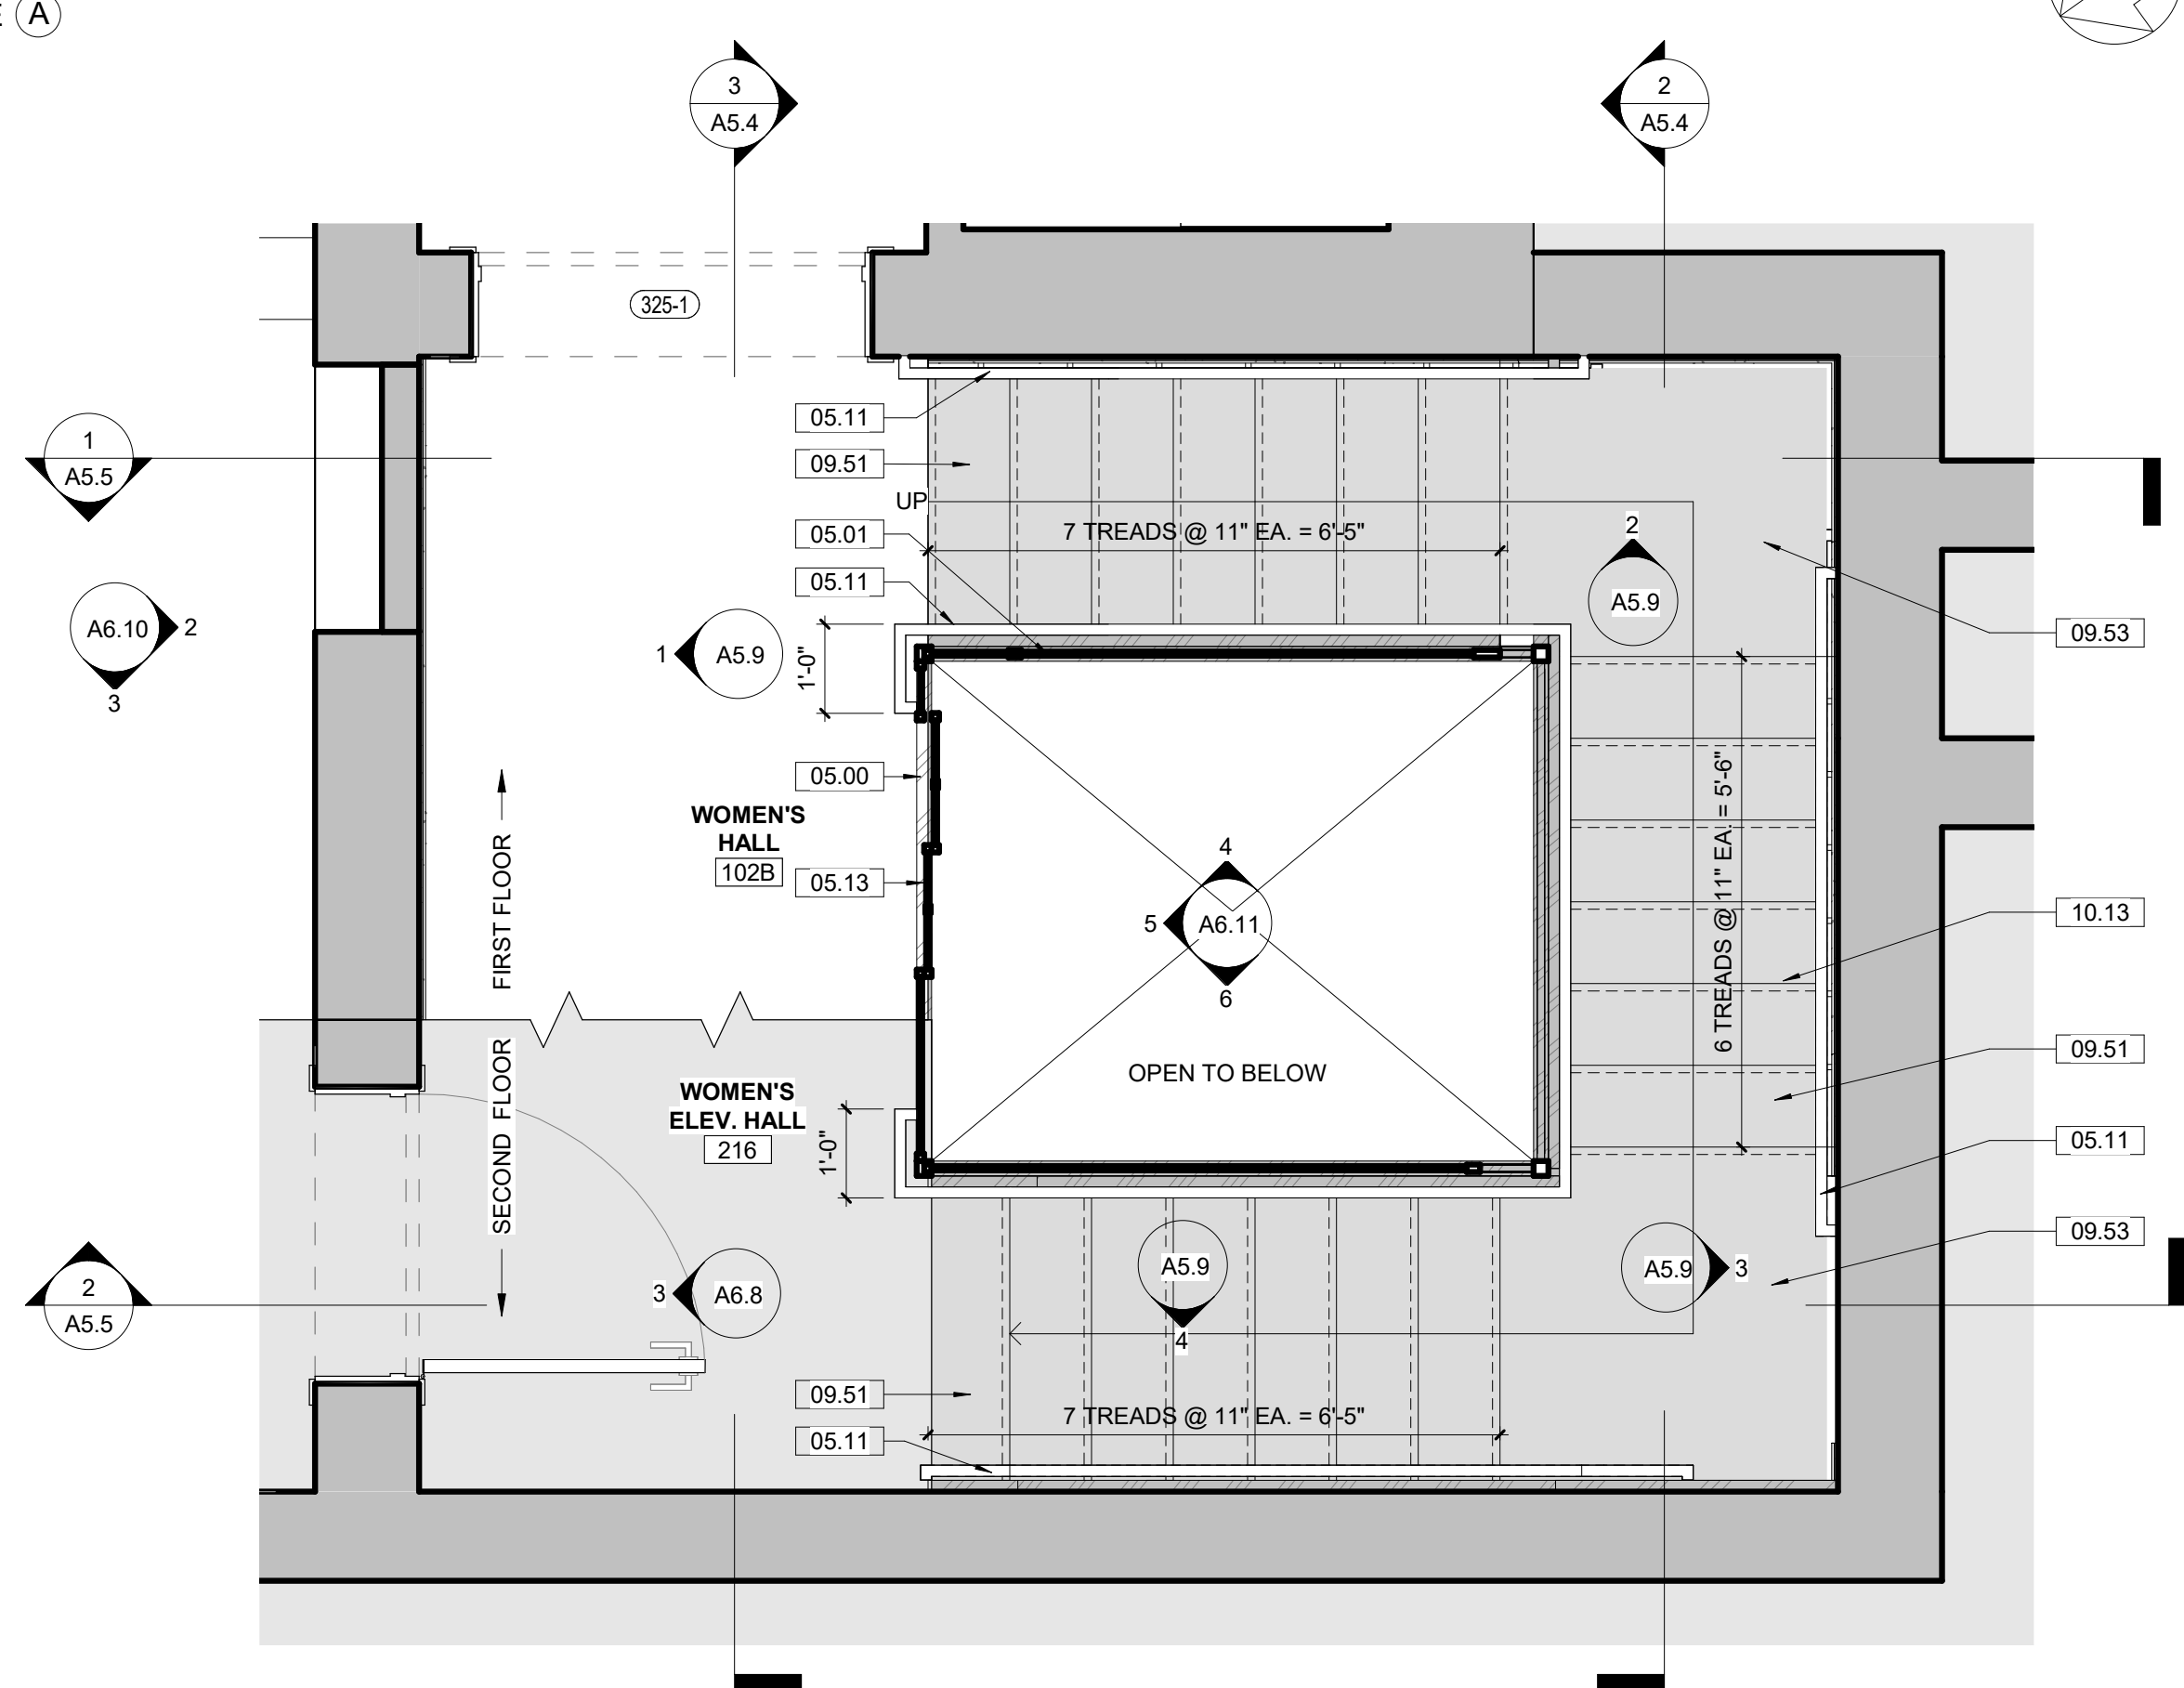 E A
3
A5.4
2
A5.4
325-1
05.11
1
A5.5
09.51
UP
7 TREADS @ 11" EA. = 6'-5"
05.01
2
A5.9
05.11
A6.10 2
3
09.53
1 A5.9
1'-0"
05.00
WOMEN'S
HALL
102B
05.13
FIRST FLOOR
4
5 A6.11
6
6 TREADS @ 11" EA. = 5'-6"
10.13
09.51
OPEN TO BELOW
SECOND FLOOR
WOMEN'S
ELEV. HALL
216
1'-0"
05.11
09.53
2
A5.5
3 A6.8
A5.9
4
A5.9 3
09.51
7 TREADS @ 11" EA. = 6'-5"
05.11